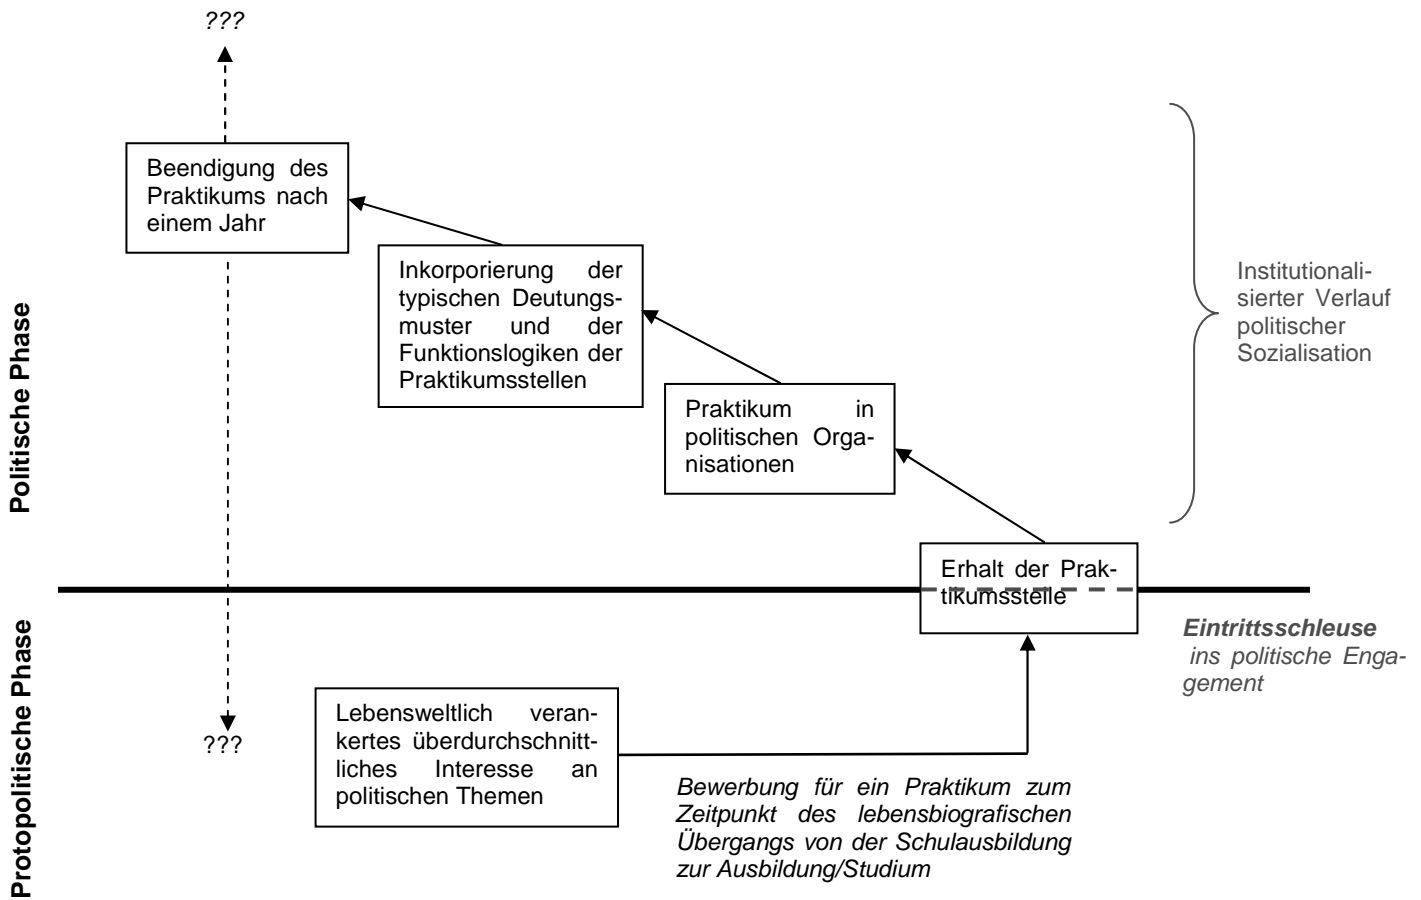 ???
Beendigung des
Praktikums nach
einem Jahr
Inkorporierung der
typischen Deutungs-
muster und der
Funktionslogiken der
Praktikumsstellen
Praktikum in
politischen Orga-
nisationen
Institutionali-
sierter Verlauf
politischer
Sozialisation
Politische Phase
Erhalt der Prak-
tikumsstelle
Eintrittsschleuse
ins politische Enga-
gement
Protopolitische Phase
???
Lebensweltlich veran-
kertes überdurchschnitt-
liches Interesse an
politischen Themen
Bewerbung für ein Praktikum zum
Zeitpunkt des lebensbiografischen
Übergangs von der Schulausbildung
zur Ausbildung/Studium